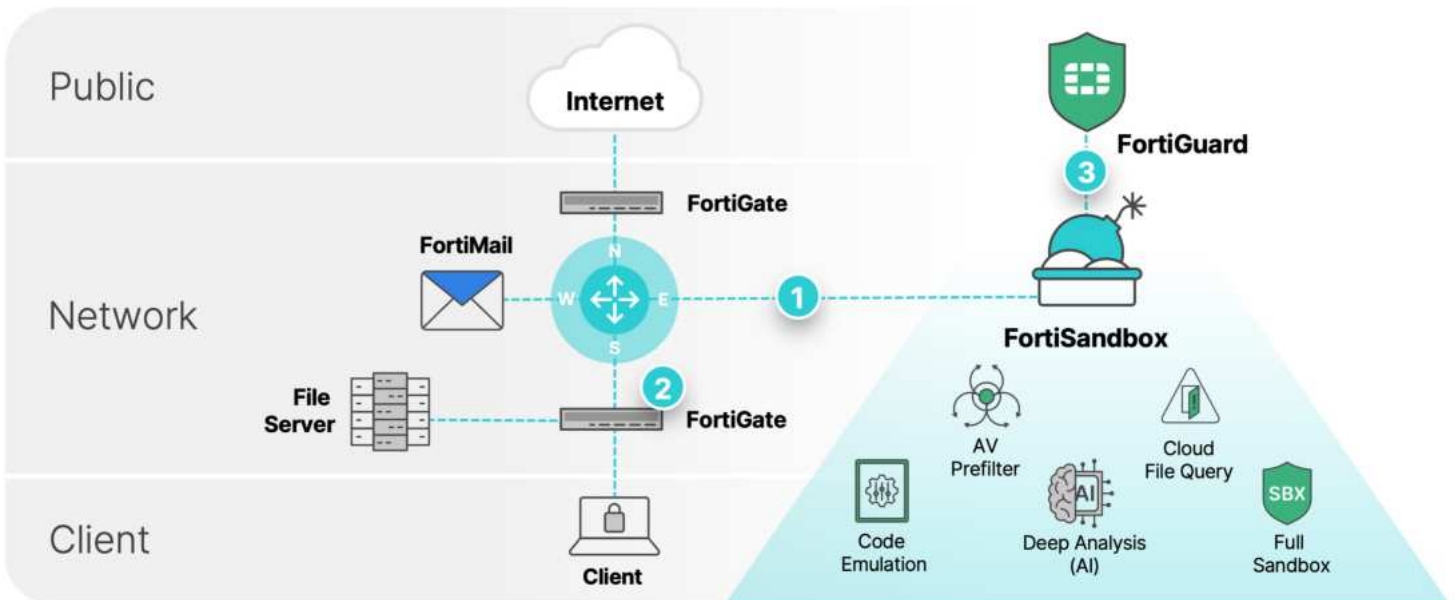 Public
Internet
FortiGuard
3
FortiGate
FortiMail
N
W
E
S
1
Network
FortiSandbox
2
File
Server
FortiGate
AV
Prefilter
Cloud
File Query
AI
SBX
Code
Emulation
Deep Analysis
(AI)
Full
Sandbox
Client
Client